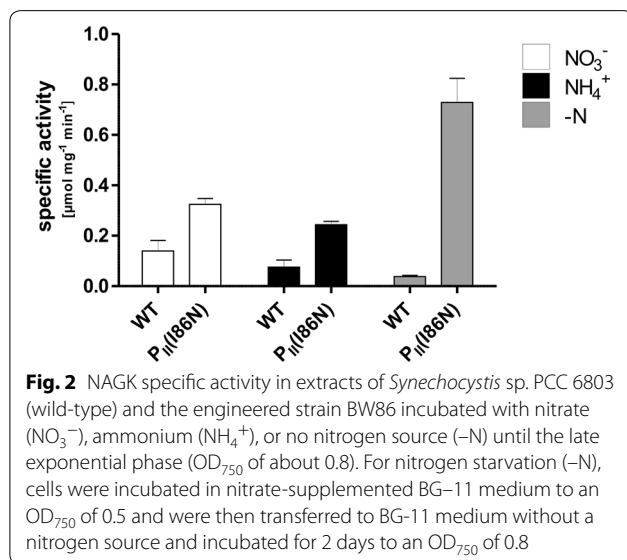 1.0
0.8
0.6
0.4
0.2
0.0
specific activity
[µmol mg⁻¹ min⁻¹]
NO₃⁻
NH₄⁺
-N
WT
P_II(I86N)
WT
P_II(I86N)
WT
P_II(I86N)
Fig. 2 NAGK specific activity in extracts of Synechocystis sp. PCC 6803
(wild-type) and the engineered strain BW86 incubated with nitrate
(NO₃⁻), ammonium (NH₄⁺), or no nitrogen source (–N) until the late
exponential phase (OD₇₅₀ of about 0.8). For nitrogen starvation (–N),
cells were incubated in nitrate-supplemented BG–11 medium to an
OD₇₅₀ of 0.5 and were then transferred to BG-11 medium without a
nitrogen source and incubated for 2 days to an OD₇₅₀ of 0.8